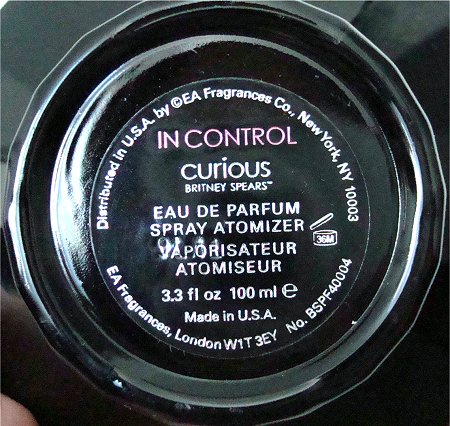 Distributed in U.S.A. by ©EA Fragrances Co., New York, NY 10003
IN CONTROL
curious
BRITNEY SPEARS™
EAU DE PARFUM
SPRAY ATOMIZER
36M
VAPORISATEUR
ATOMISEUR
3.3 fl oz 100 ml e
Made in U.S.A.
EA Fragrances, London W1T 3EY No. BSPF40004